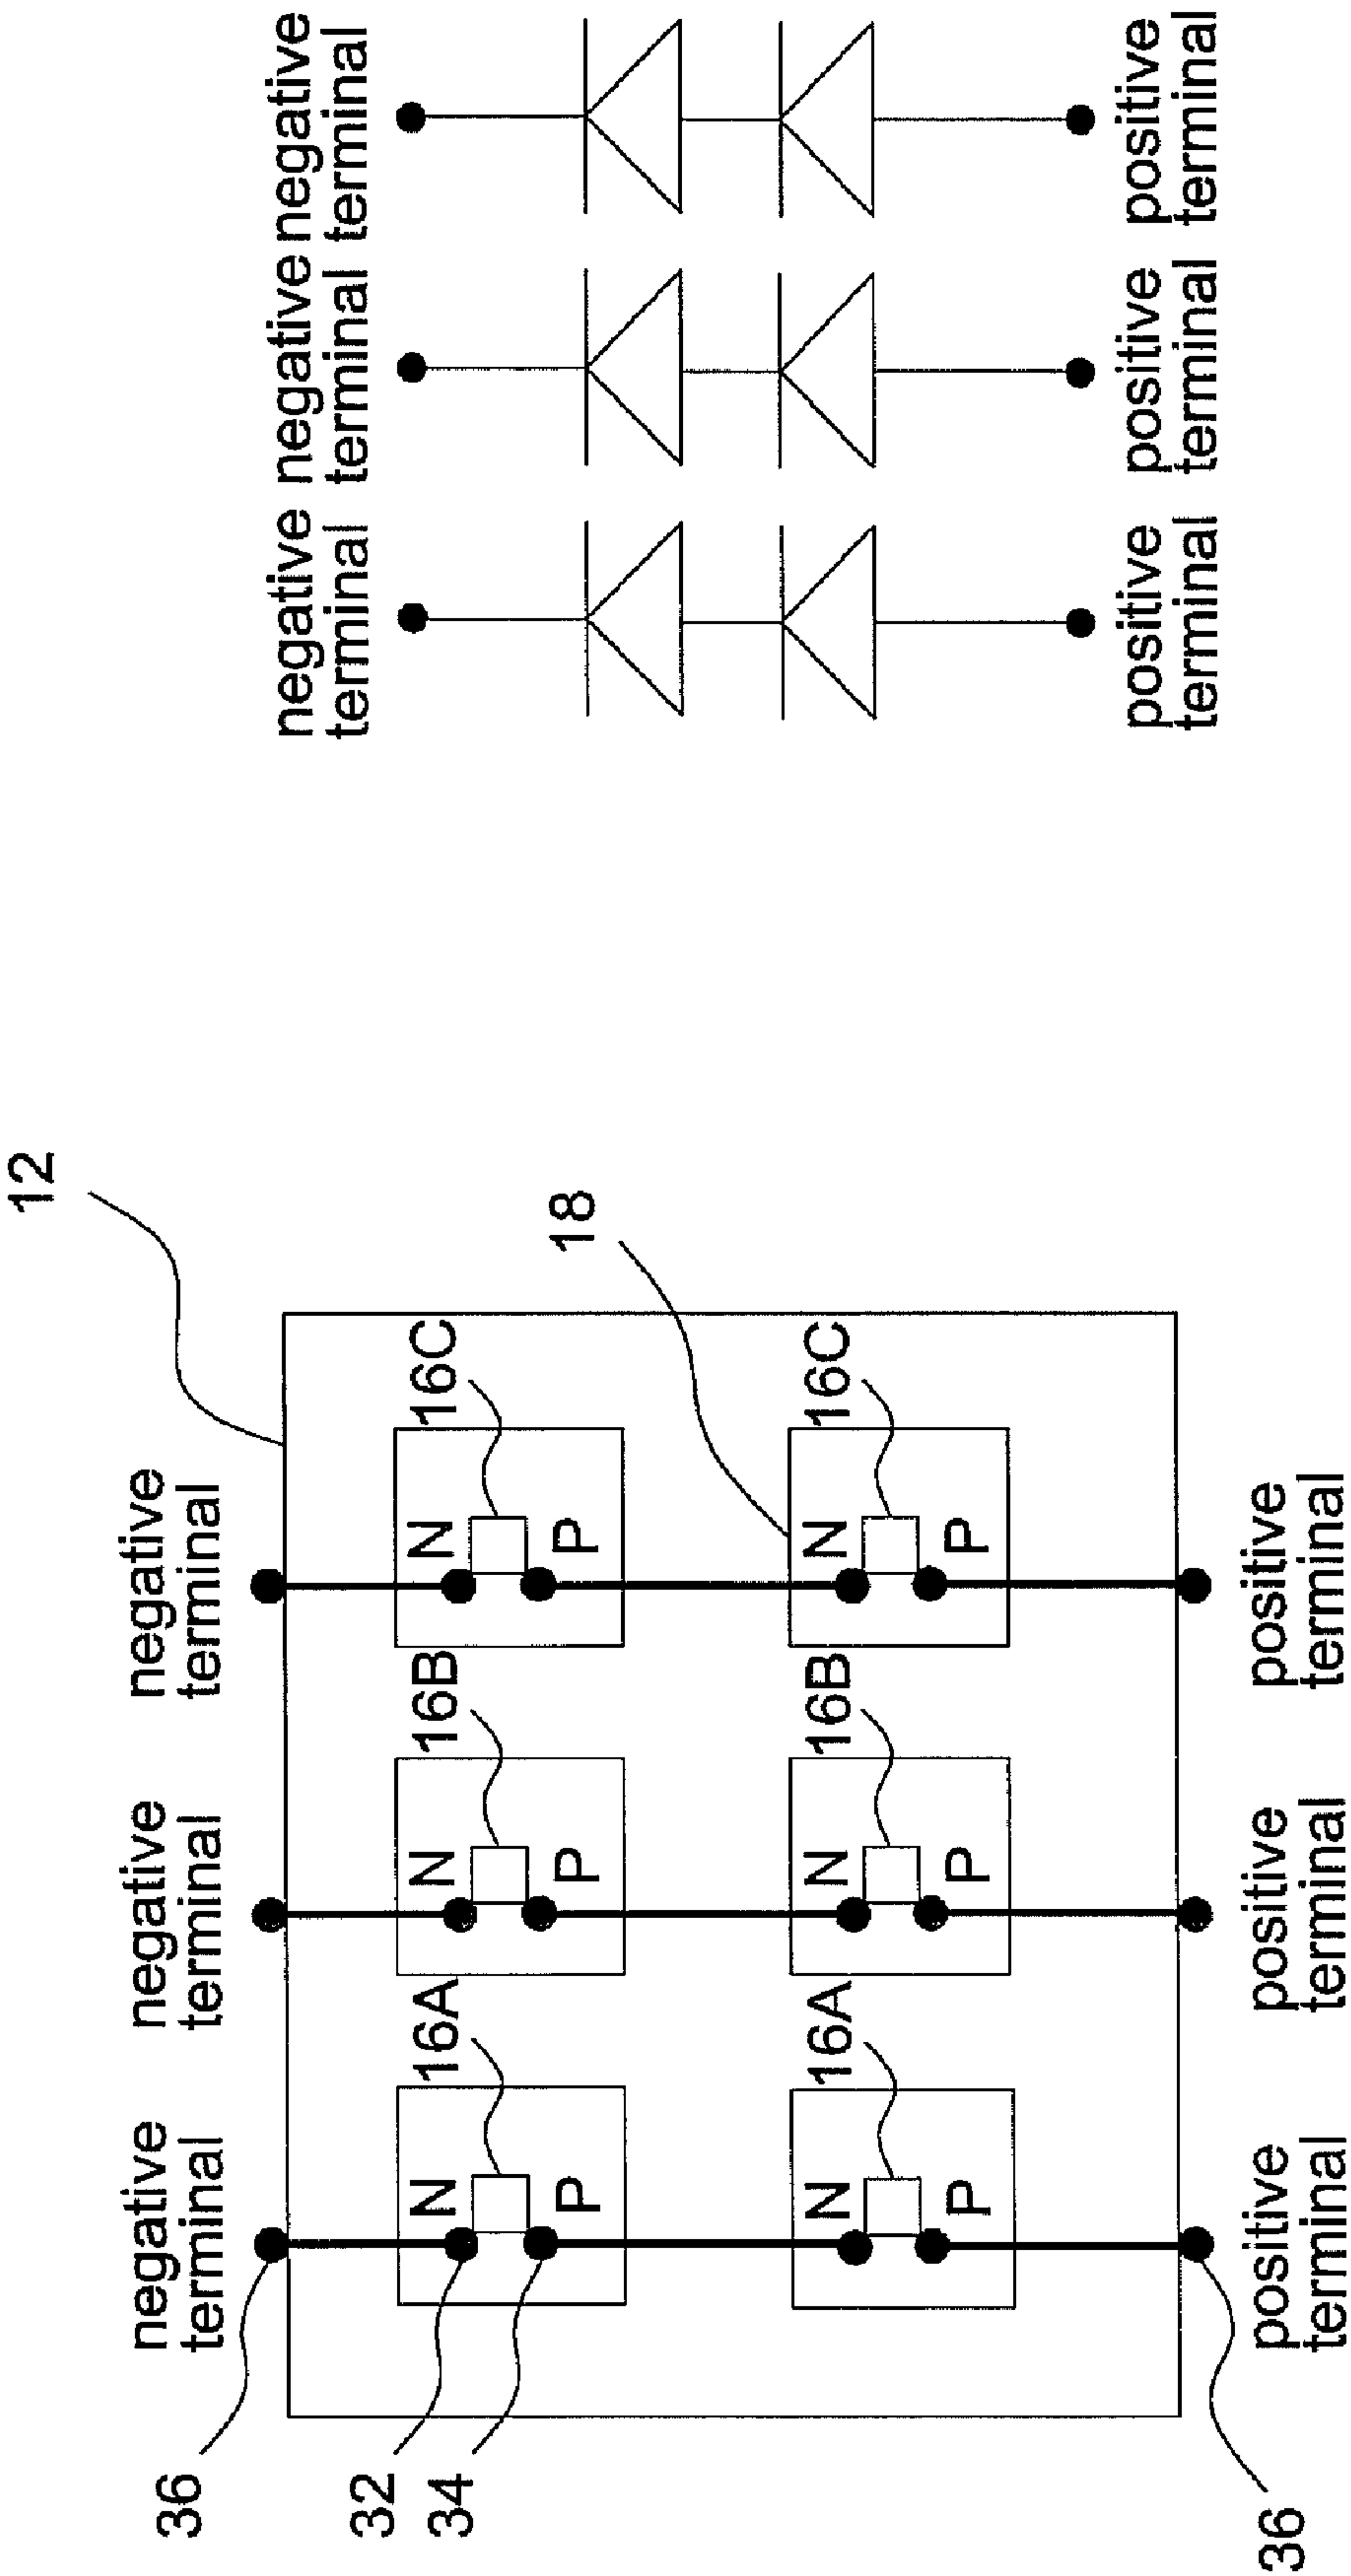 12
negative
terminal
negative
terminal
negative
terminal
36
32
34
N
P
16A
N
P
16B
N
P
16C
18
N
P
16A
N
P
16B
N
P
16C
positive
terminal
positive
terminal
positive
terminal
36
negative
terminal
negative
terminal
negative
terminal
positive
terminal
positive
terminal
positive
terminal